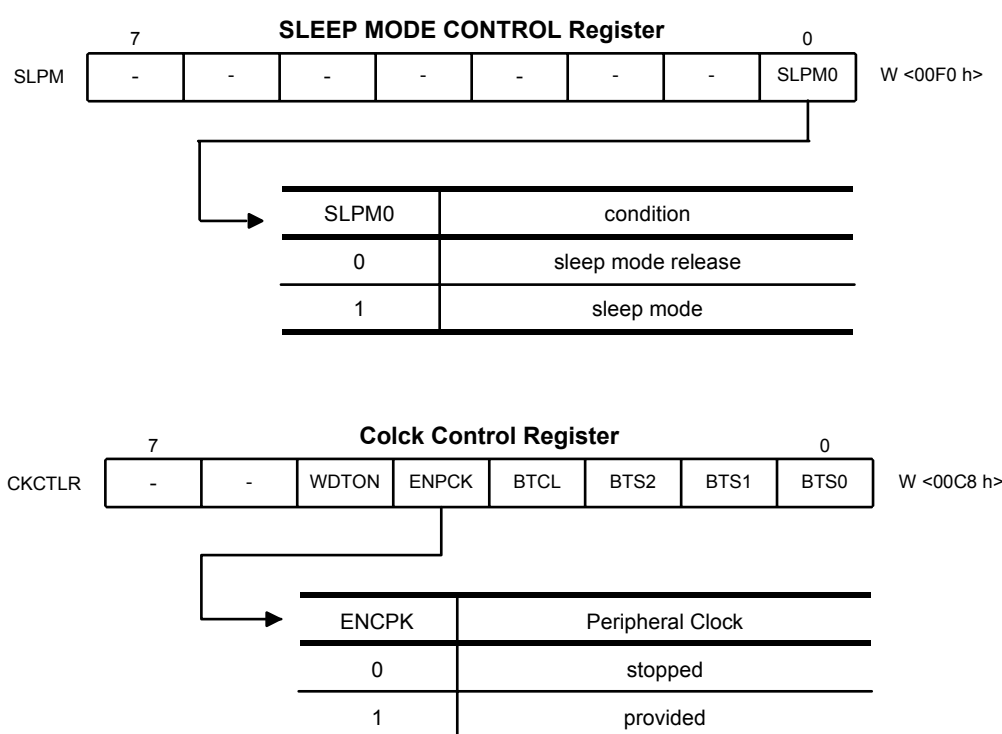 SLEEP MODE CONTROL Register
7 0
SLPM - - - - - - - SLPM0 W <00F0 h>
SLPM0 condition
0 sleep mode release
1 sleep mode
Colck Control Register
7 0
CKCTLR - - WDTON ENPCK BTCL BTS2 BTS1 BTS0 W <00C8 h>
ENCPK Peripheral Clock
0 stopped
1 provided